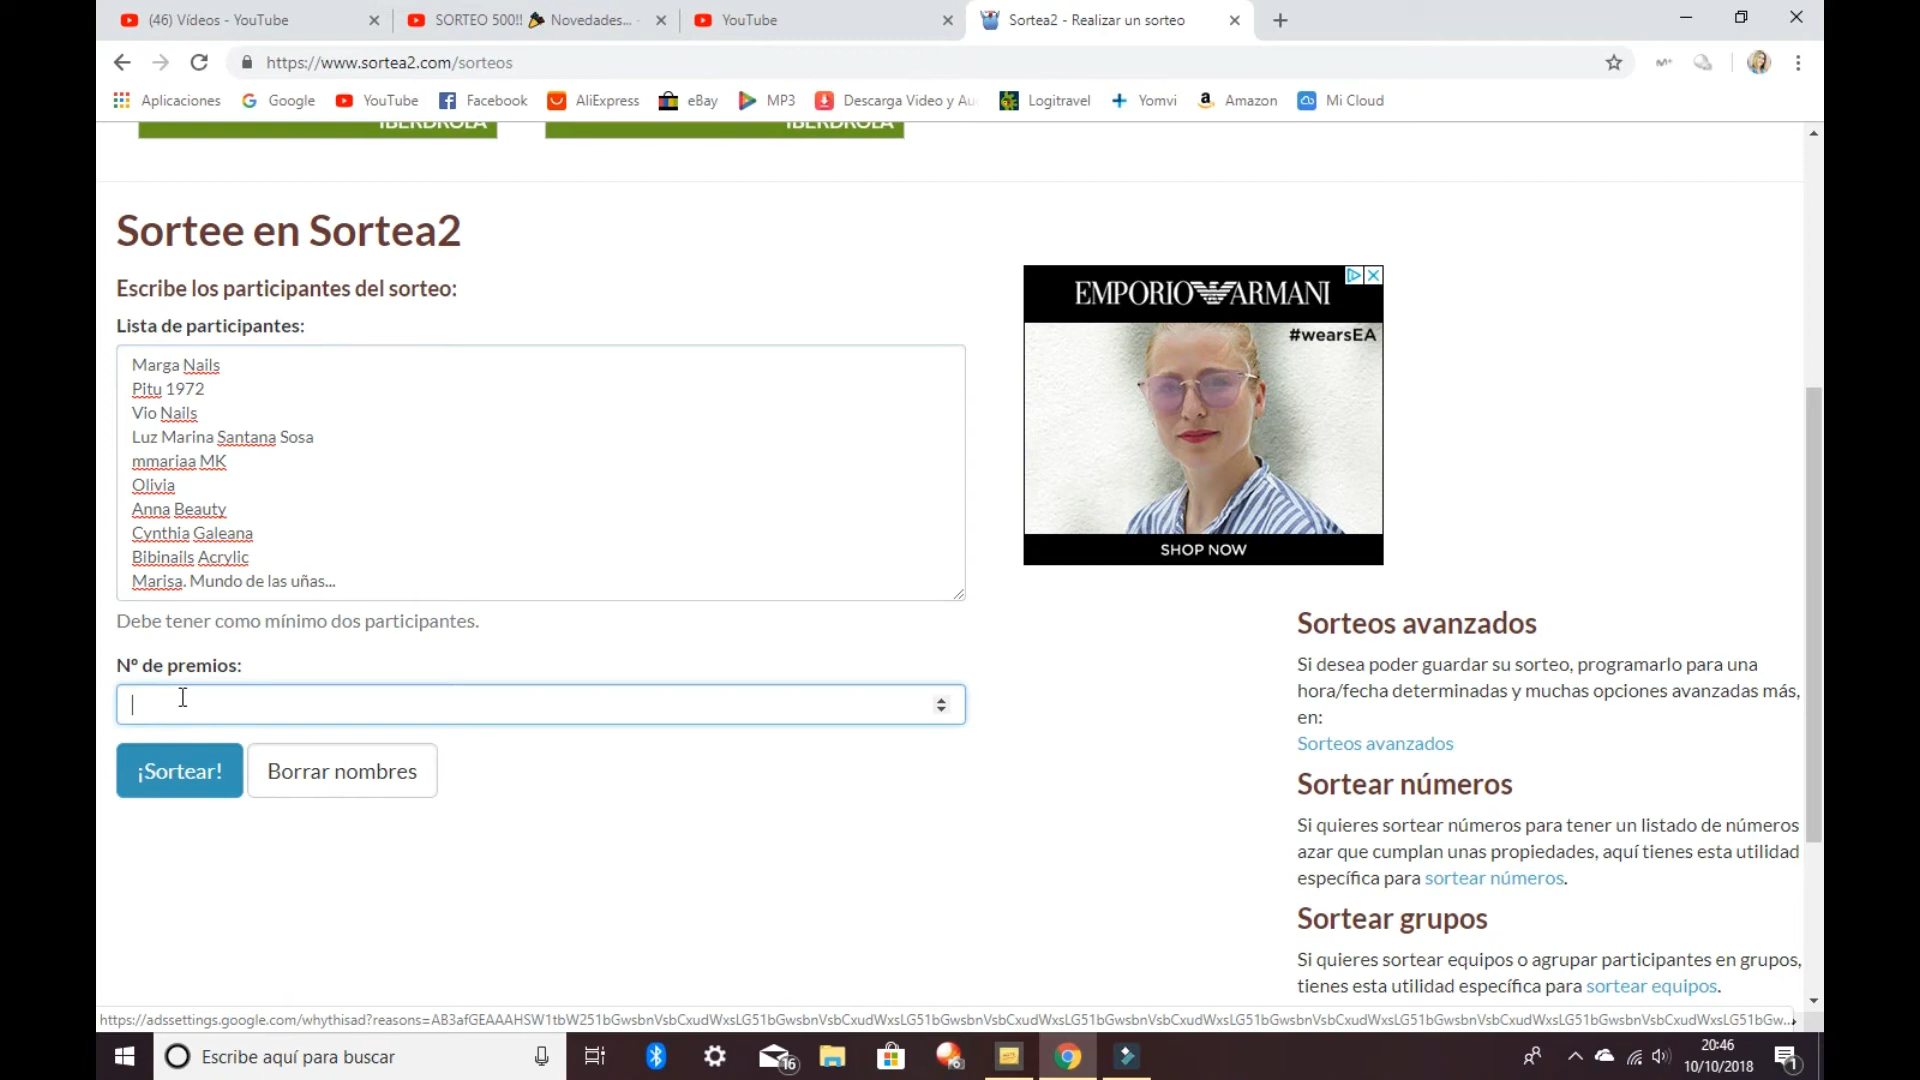 (46) Vídeos - YouTube
SORTEO 500!! Novedades...
YouTube
Sortea2 - Realizar un sorteo
https://www.sortea2.com/sorteos
Aplicaciones
Google
YouTube
Facebook
AliExpress
eBay
MP3
Descarga Video y Au
Logitravel
Yomvi
Amazon
Mi Cloud
IBERDROLA
IBERDROLA
Sortee en Sortea2
Escribe los participantes del sorteo:
Lista de participantes:
Marga Nails
Pitu 1972
Vio Nails
Luz Marina Santana Sosa
mmariaa MK
Olivia
Anna Beauty
Cynthia Galeana
Bibinails Acrylic
Marisa. Mundo de las uñas...
Debe tener como mínimo dos participantes.
Nº de premios:
¡Sortear!
Borrar nombres
EMPORIO ARMANI
#wearsEA
SHOP NOW
Sorteos avanzados
Si desea poder guardar su sorteo, programarlo para una
hora/fecha determinadas y muchas opciones avanzadas más,
en:
Sorteos avanzados
Sortear números
Si quieres sortear números para tener un listado de números
azar que cumplan unas propiedades, aquí tienes esta utilidad
específica para sortear números.
Sortear grupos
Si quieres sortear equipos o agrupar participantes en grupos,
tienes esta utilidad específica para sortear equipos.
Escribe aquí para buscar
16
20:46
10/10/2018
1